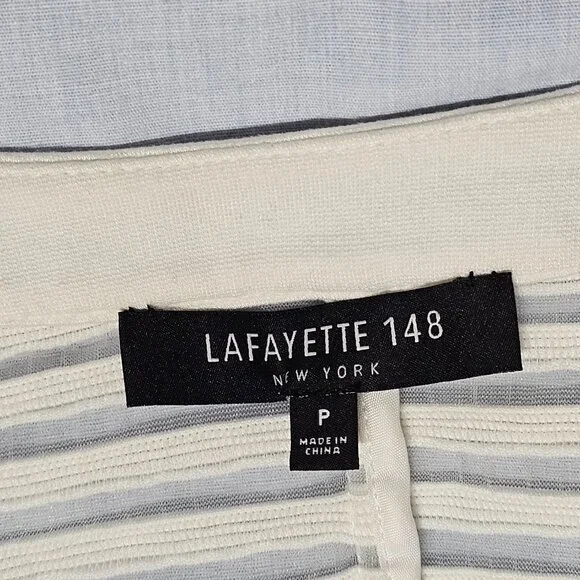 LAFAYETTE 148
NEW YORK
P
MADE IN
CHINA